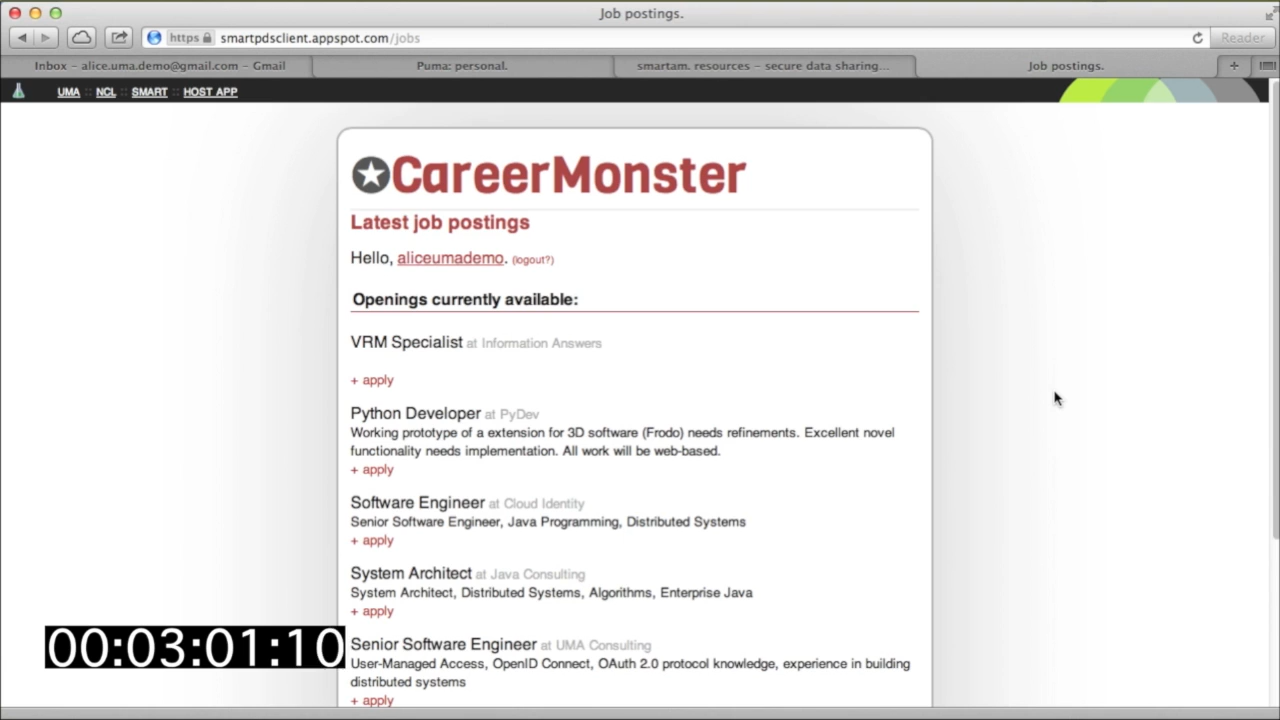 Job postings.
https smartpdsclient.appspot.com/jobs
Reader
Inbox – alice.uma.demo@gmail.com – Gmail
Puma: personal.
smartam. resources – secure data sharing...
Job postings.
UMA :: NCL :: SMART :: HOST APP
CareerMonster
Latest job postings
Hello, aliceumademo. (logout?)
Openings currently available:
VRM Specialist at Information Answers
+ apply
Python Developer at PyDev
Working prototype of a extension for 3D software (Frodo) needs refinements. Excellent novel
functionality needs implementation. All work will be web-based.
+ apply
Software Engineer at Cloud Identity
Senior Software Engineer, Java Programming, Distributed Systems
+ apply
System Architect at Java Consulting
System Architect, Distributed Systems, Algorithms, Enterprise Java
+ apply
00:03:01:10
Senior Software Engineer at UMA Consulting
User-Managed Access, OpenID Connect, OAuth 2.0 protocol knowledge, experience in building
distributed systems
+ apply